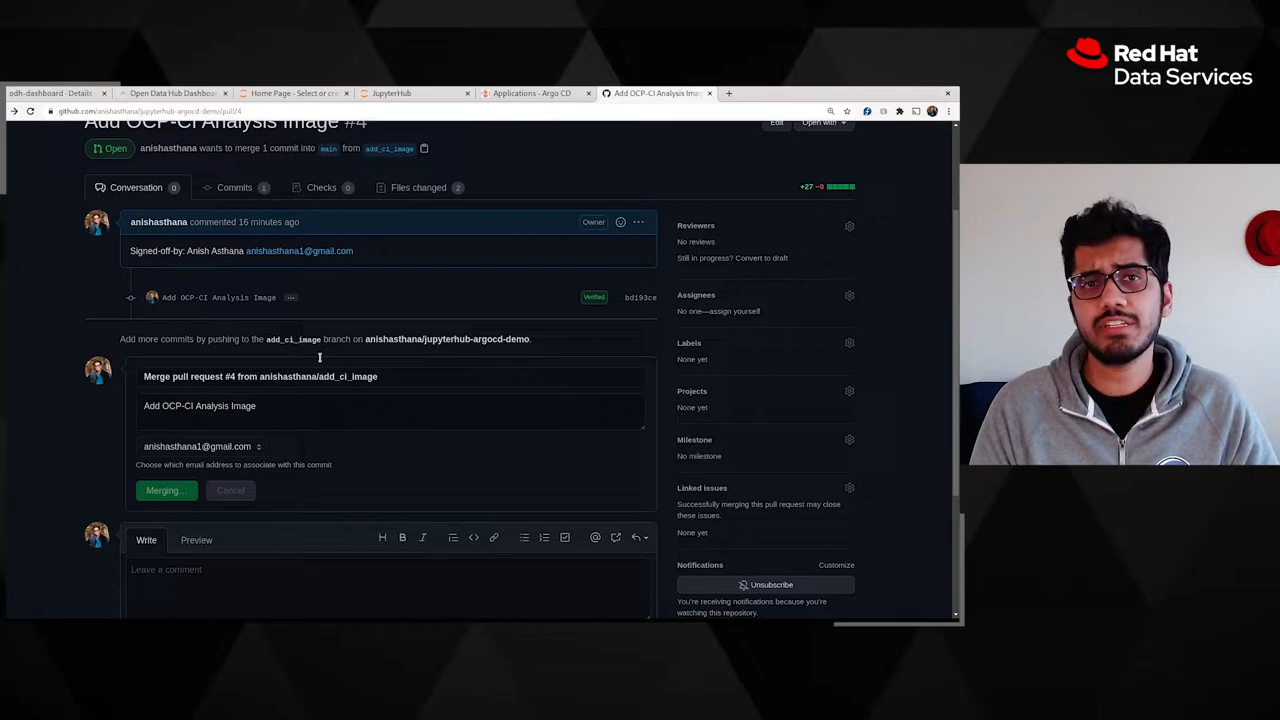 Red Hat
Data Services
odh-dashboard - Details
Open Data Hub Dashboa
Home Page - Select or cre
JupyterHub
Applications - Argo CD
Add OCP-CI Analysis Imag
github.com/anishasthana/jupyterhub-argocd-demo/pull/4
Add OCP-CI Analysis Image #4
Edit
Open with
Open
anishasthana wants to merge 1 commit into main from add_ci_image
Conversation 0
Commits 1
Checks 0
Files changed 2
+27 −0
anishasthana commented 16 minutes ago
Owner
Signed-off-by: Anish Asthana anishasthana1@gmail.com
Add OCP-CI Analysis Image
Verified
bd193ce
Add more commits by pushing to the add_ci_image branch on anishasthana/jupyterhub-argocd-demo.
Merge pull request #4 from anishasthana/add_ci_image
Add OCP-CI Analysis Image
anishasthana1@gmail.com
Choose which email address to associate with this commit
Merging...
Cancel
Write
Preview
Leave a comment
Reviewers
No reviews
Still in progress? Convert to draft
Assignees
No one—assign yourself
Labels
None yet
Projects
None yet
Milestone
No milestone
Linked issues
Successfully merging this pull request may close
these issues.
None yet
Notifications
Customize
Unsubscribe
You're receiving notifications because you're
watching this repository.